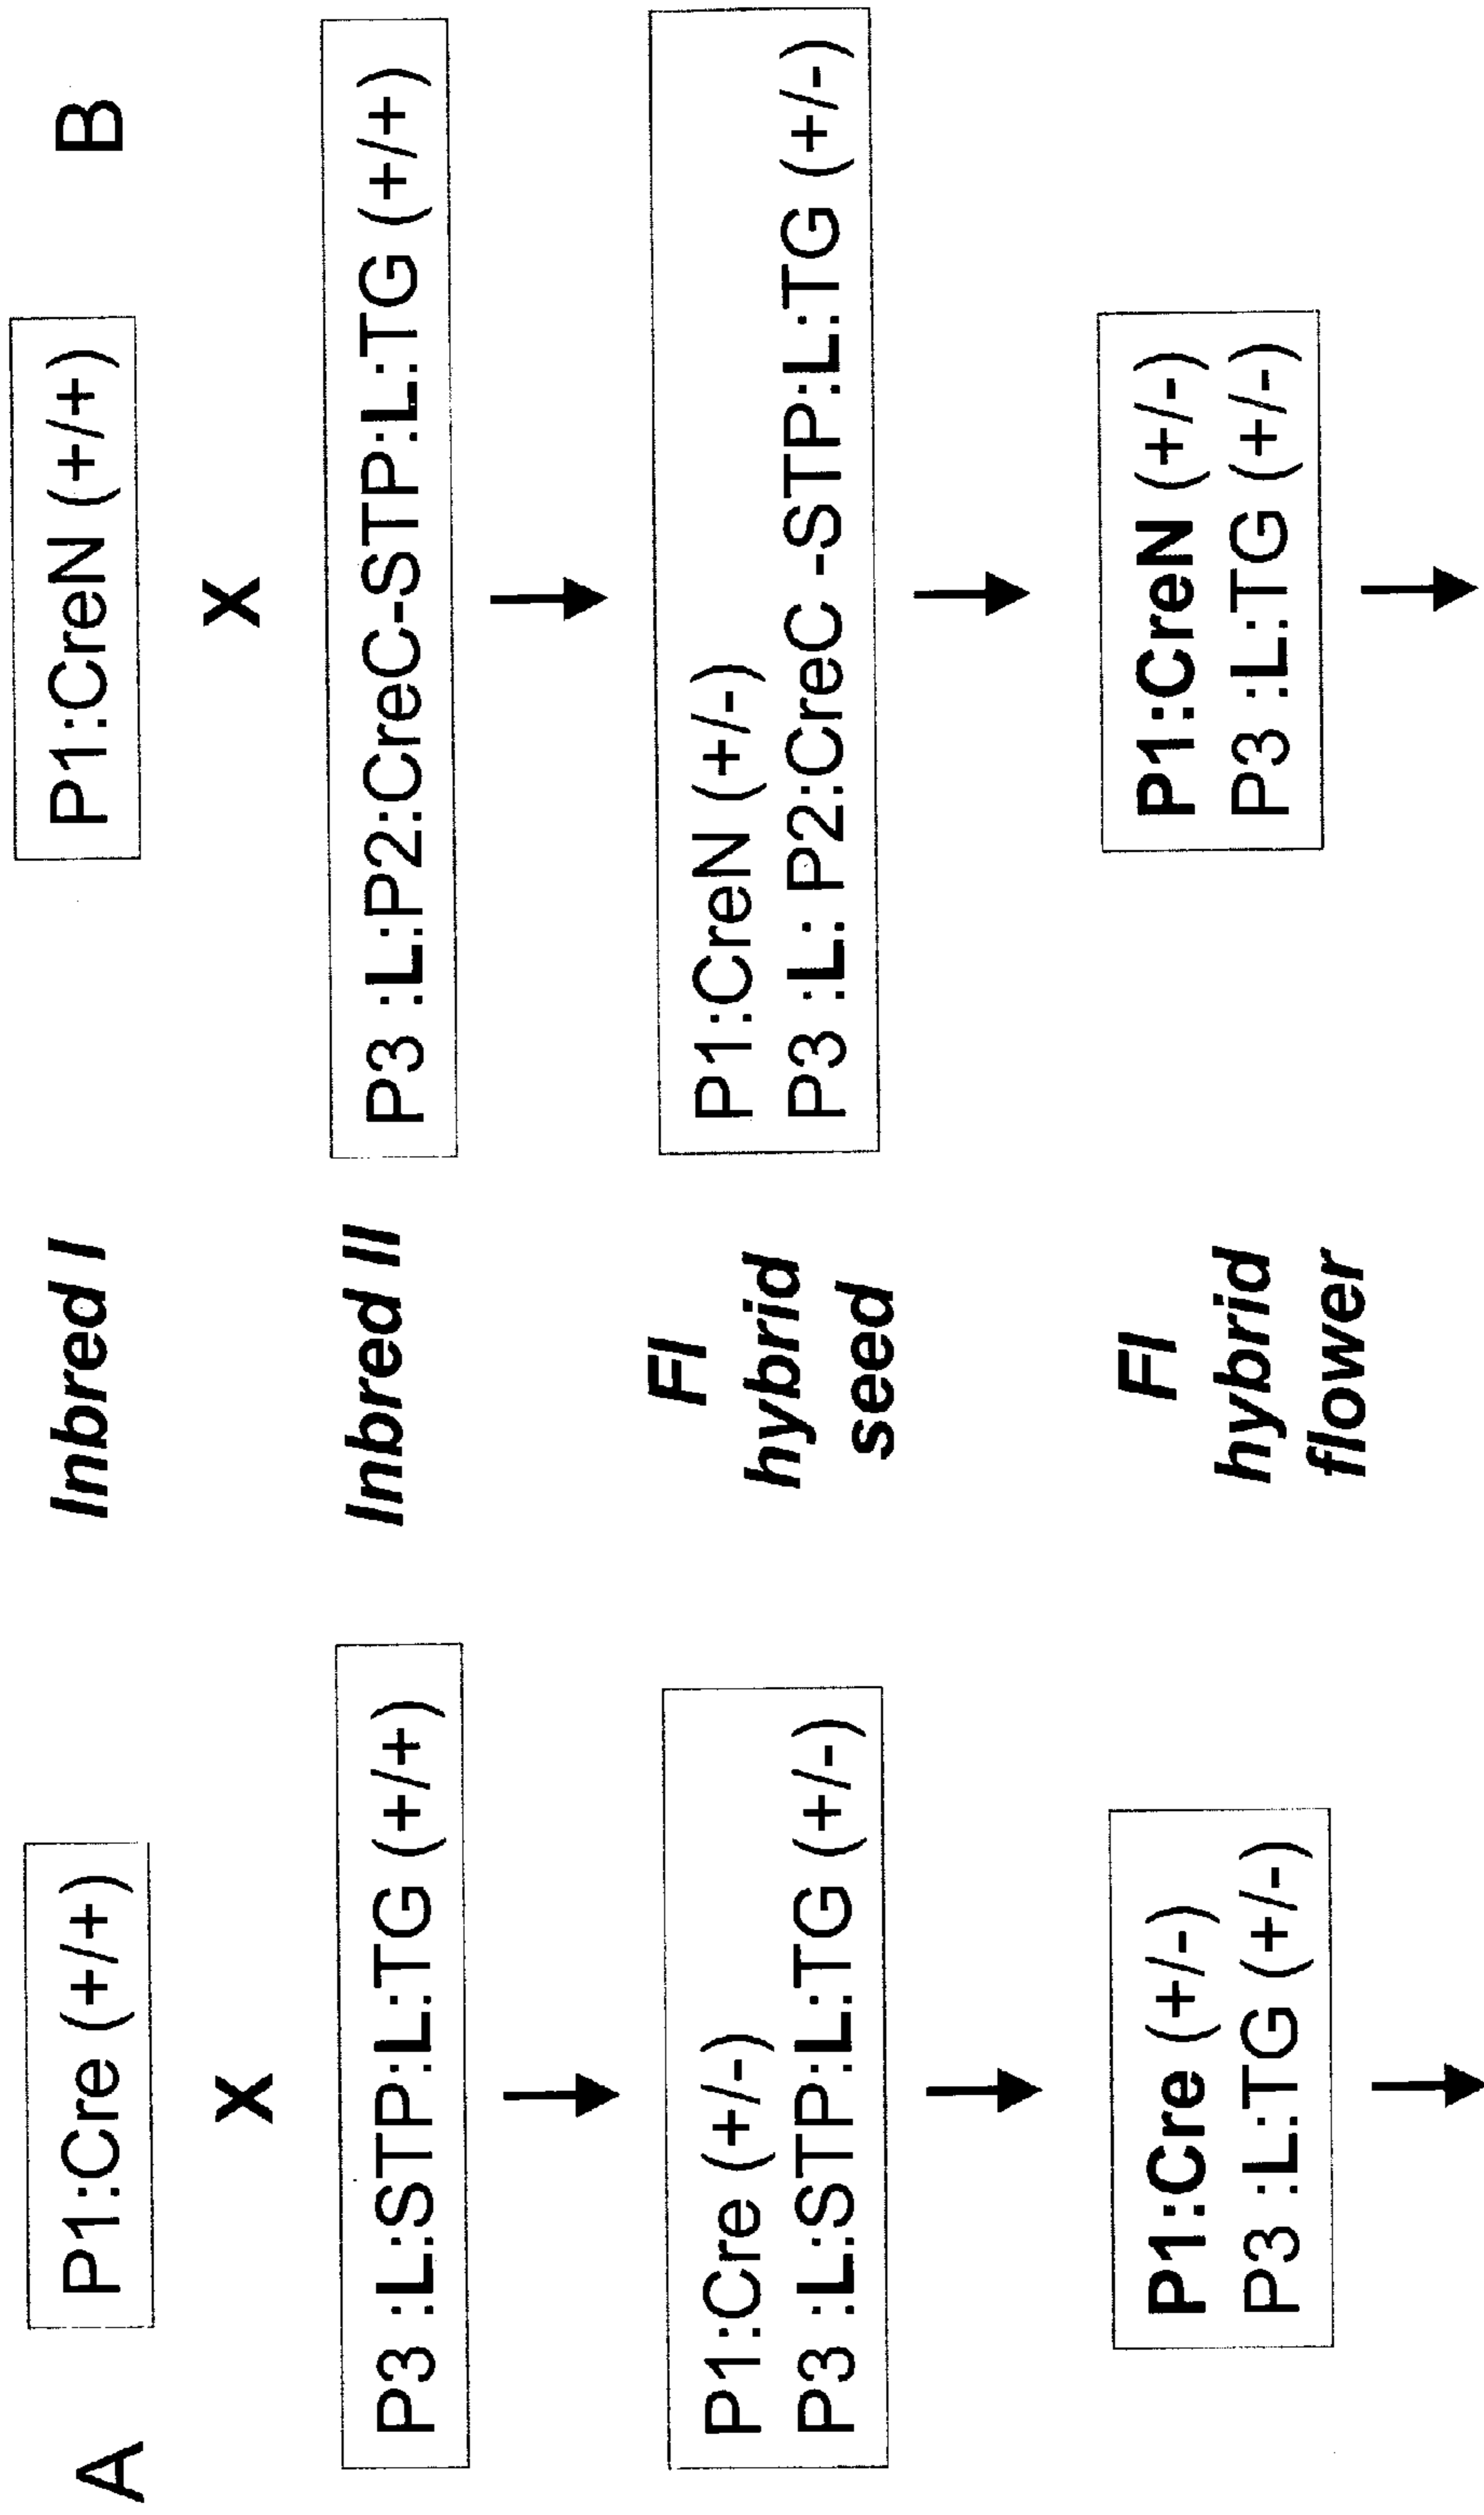 A
P1:Cre (+/+)
Inbred I
P1:CreN (+/+)
B
X
X
P3 :L:STP:L:TG (+/+)
Inbred II
P3 :L:P2:CreC-STP:L:TG (+/+)
P1:Cre (+/-)
P3 :L:STP:L:TG (+/-)
FI
hybrid
seed
P1:CreN (+/-)
P3 :L: P2:CreC -STP:L:TG (+/-)
P1:Cre (+/-)
P3 :L:TG (+/-)
FI
hybrid
flower
P1:CreN (+/-)
P3 :L:TG (+/-)